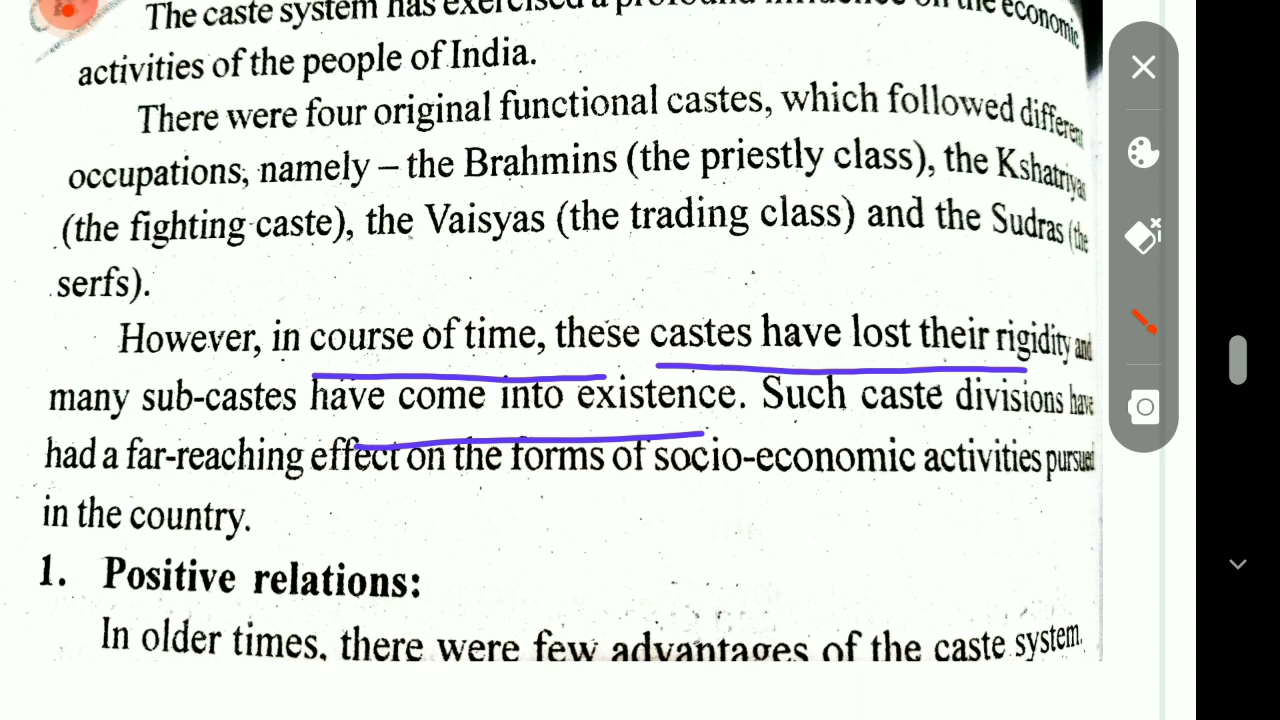 The caste system has exercised a profound influence on the economic
activities of the people of India.
There were four original functional castes, which followed different
occupations, namely – the Brahmins (the priestly class), the Kshatriyas
(the fighting caste), the Vaisyas (the trading class) and the Sudras (the
serfs).
However, in course of time, these castes have lost their rigidity and
many sub-castes have come into existence. Such caste divisions have
had a far-reaching effect on the forms of socio-economic activities pursued
in the country.
1. Positive relations:
In older times, there were few advantages of the caste system.